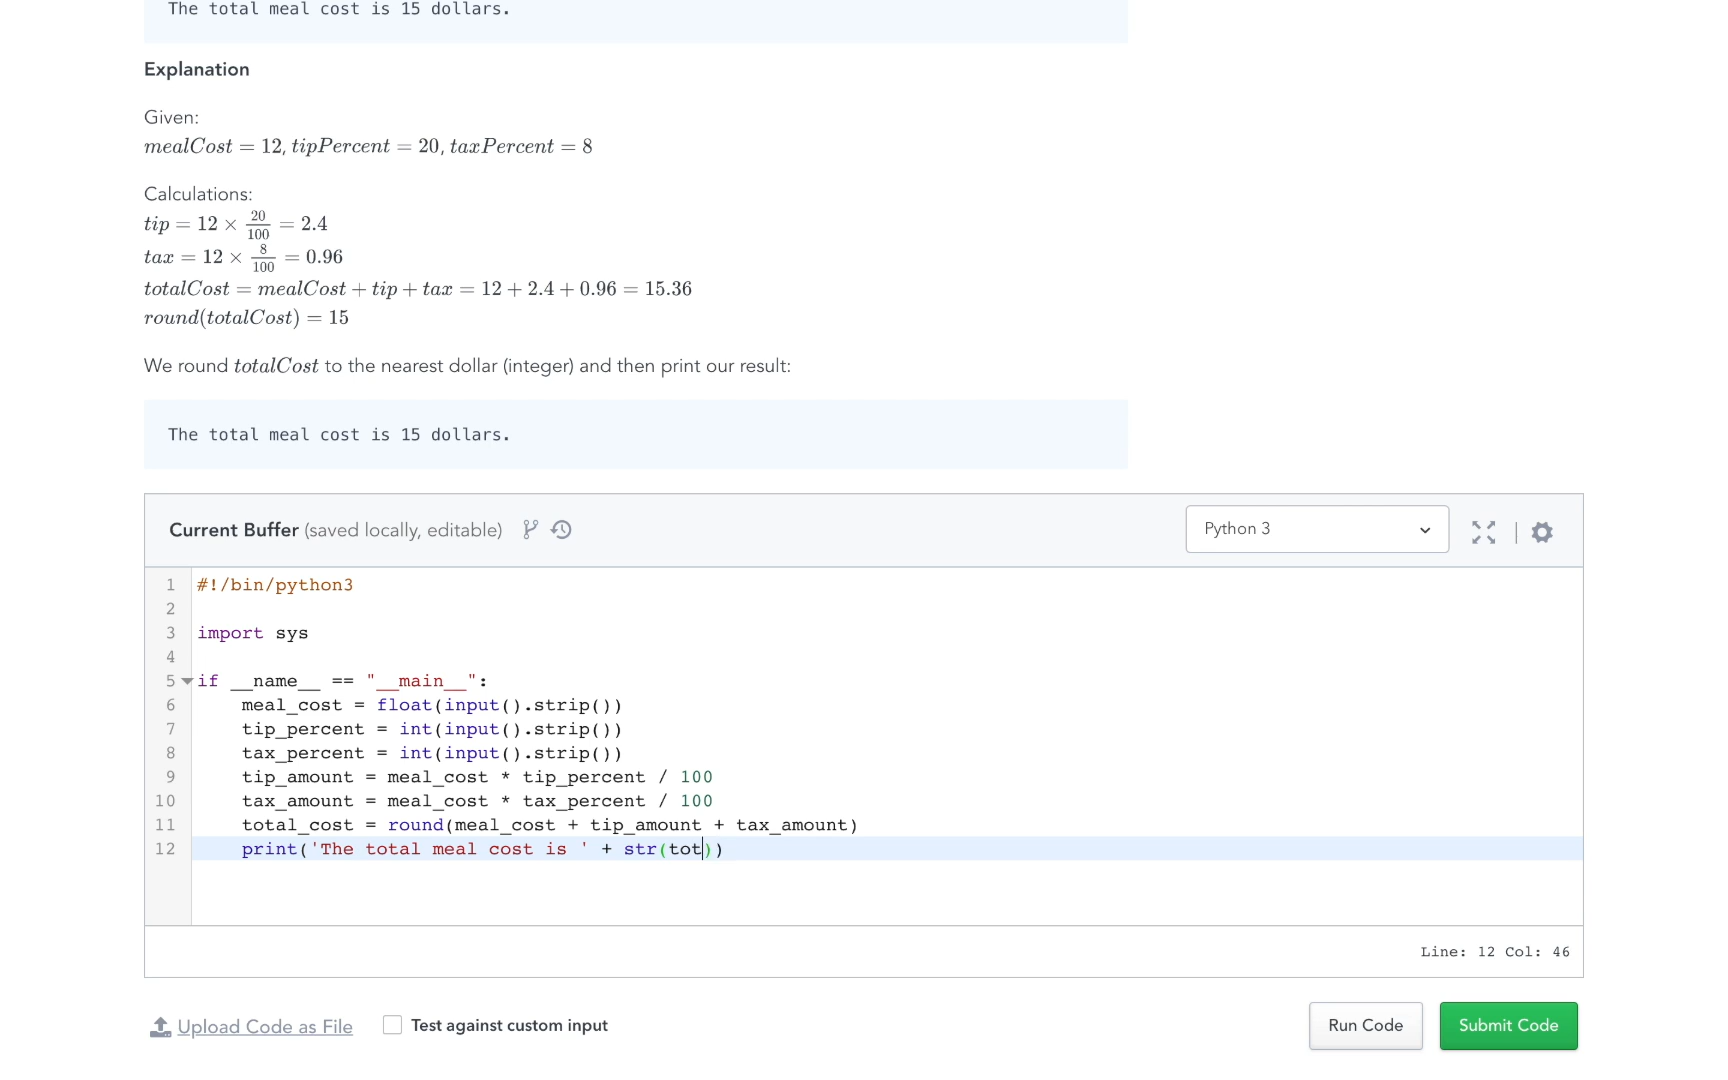 The total meal cost is 15 dollars.
Explanation
Given:
mealCost = 12, tipPercent = 20, taxPercent = 8
Calculations:
tip = 12 × 20/100 = 2.4
tax = 12 × 8/100 = 0.96
totalCost = mealCost + tip + tax = 12 + 2.4 + 0.96 = 15.36
round(totalCost) = 15
We round totalCost to the nearest dollar (integer) and then print our result:
The total meal cost is 15 dollars.
Current Buffer (saved locally, editable) Python 3 |
1 #!/bin/python3
2
3 import sys
4
5 if __name__ == "__main__":
6     meal_cost = float(input().strip())
7     tip_percent = int(input().strip())
8     tax_percent = int(input().strip())
9     tip_amount = meal_cost * tip_percent / 100
10     tax_amount = meal_cost * tax_percent / 100
11     total_cost = round(meal_cost + tip_amount + tax_amount)
12     print('The total meal cost is ' + str(tot))
Line: 12 Col: 46
Upload Code as File Test against custom input Run Code Submit Code